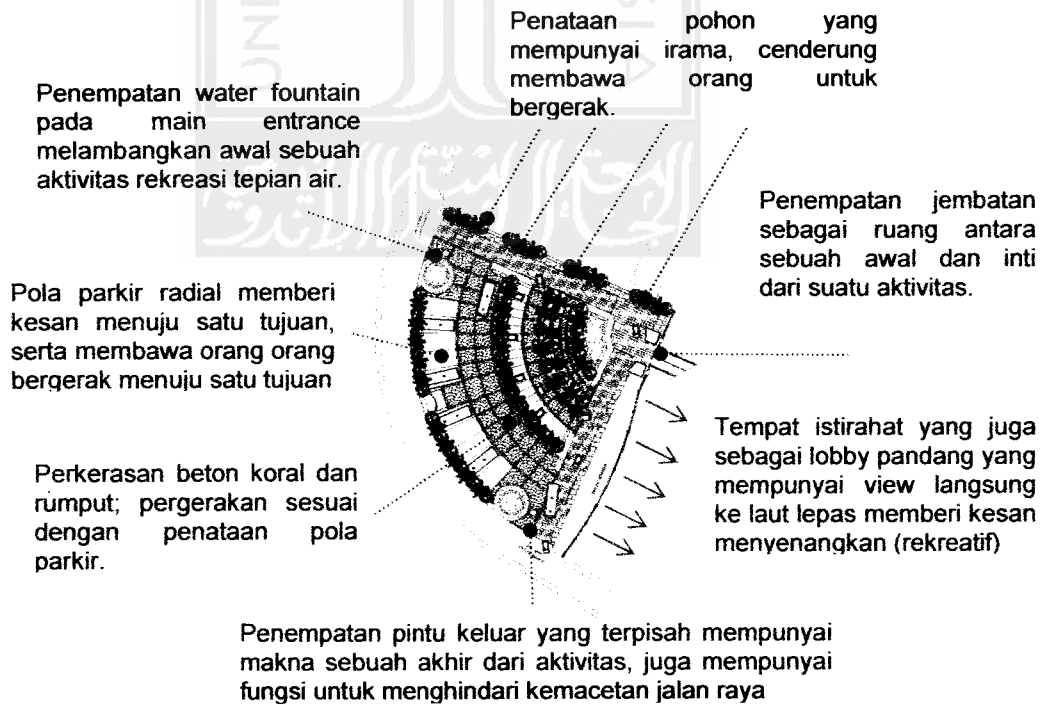 Penataan pohon yang
mempunyai irama, cenderung
membawa orang untuk
bergerak.
Penempatan water fountain
pada main entrance
melambangkan awal sebuah
aktivitas rekreasi tepian air.
Penempatan jembatan
sebagai ruang antara
sebuah awal dan inti
dari suatu aktivitas.
Pola parkir radial memberi
kesan menuju satu tujuan,
serta membawa orang orang
bergerak menuju satu tujuan
Tempat istirahat yang juga
sebagai lobby pandang yang
mempunyai view langsung
ke laut lepas memberi kesan
menyenangkan (rekreatif)
Perkerasan beton koral dan
rumput; pergerakan sesuai
dengan penataan pola
parkir.
Penempatan pintu keluar yang terpisah mempunyai
makna sebuah akhir dari aktivitas, juga mempunyai
fungsi untuk menghindari kemacetan jalan raya